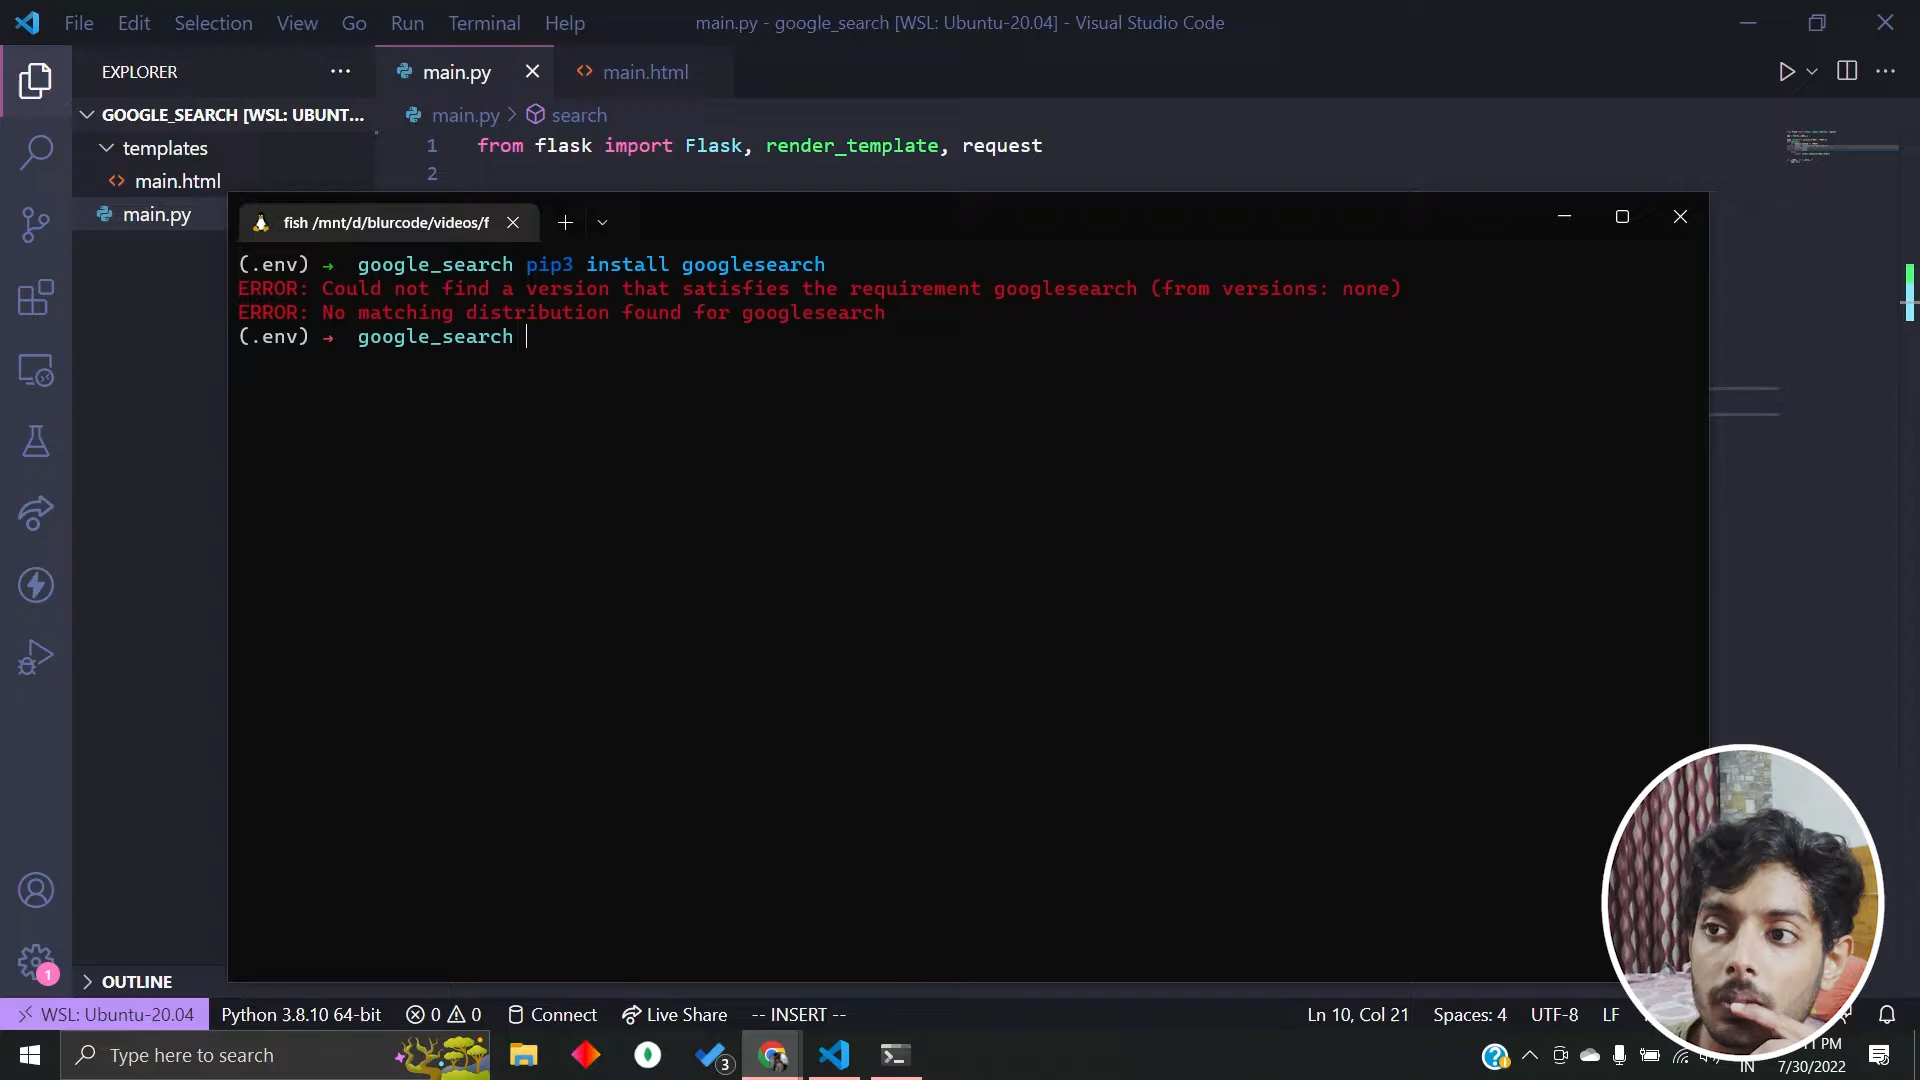 File Edit Selection View Go Run Terminal Help
main.py - google_search [WSL: Ubuntu-20.04] - Visual Studio Code
EXPLORER
main.py
main.html
GOOGLE_SEARCH [WSL: UBUNT...
main.py > search
templates
1 from flask import Flask, render_template, request
2
main.html
main.py
fish /mnt/d/blurcode/videos/f
(.env) → google_search pip3 install googlesearch
ERROR: Could not find a version that satisfies the requirement googlesearch (from versions: none)
ERROR: No matching distribution found for googlesearch
(.env) → google_search
1
OUTLINE
WSL: Ubuntu-20.04 Python 3.8.10 64-bit 0 0 Connect Live Share -- INSERT -- Ln 10, Col 21 Spaces: 4 UTF-8 LF
Type here to search
3
PM
IN
7/30/2022